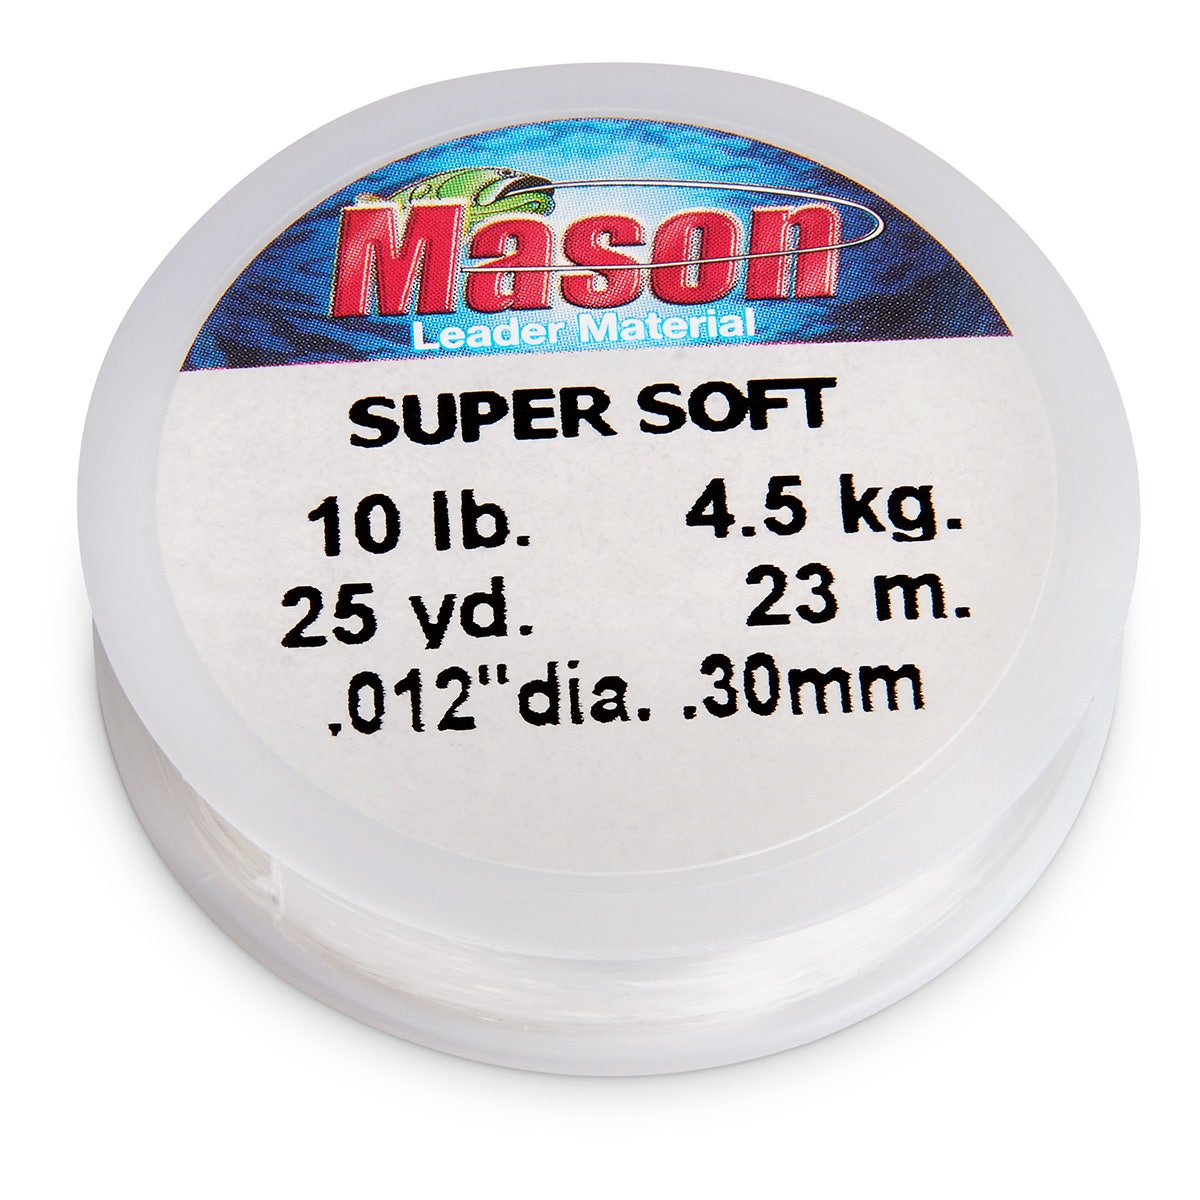 Mason
Leader Material
SUPER SOFT
10 lb. 4.5 kg.
25 yd. 23 m.
.012" dia. .30mm